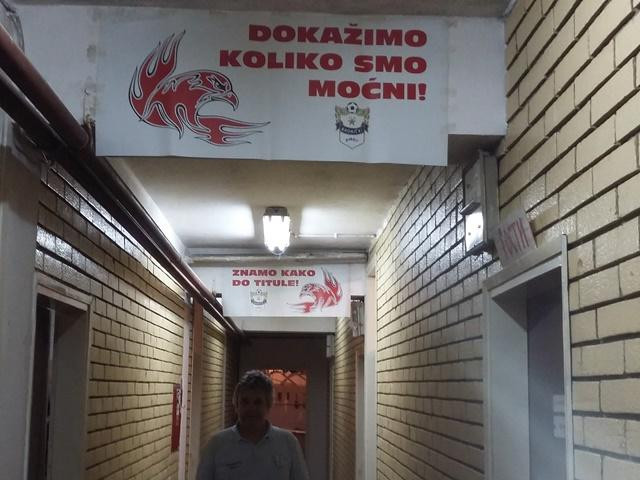 DOKAŽIMO
KOLIKO SMO
MOĆNI!
ZNAMO KAKO
DO TITULE!